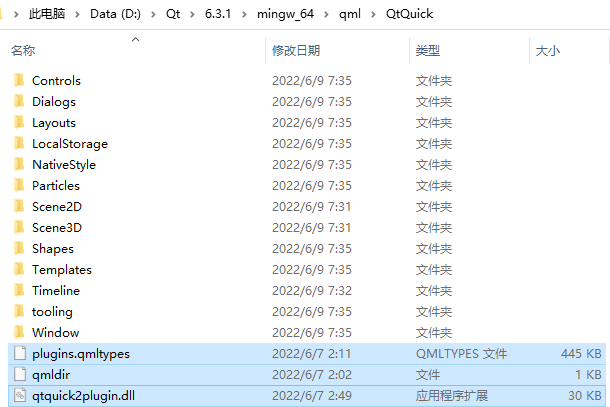 此电脑 > Data (D:) > Qt > 6.3.1 > mingw_64 > qml > QtQuick
名称 修改日期 类型 大小
Controls 2022/6/9 7:35 文件夹
Dialogs 2022/6/9 7:35 文件夹
Layouts 2022/6/9 7:35 文件夹
LocalStorage 2022/6/9 7:35 文件夹
NativeStyle 2022/6/9 7:35 文件夹
Particles 2022/6/9 7:35 文件夹
Scene2D 2022/6/9 7:31 文件夹
Scene3D 2022/6/9 7:31 文件夹
Shapes 2022/6/9 7:35 文件夹
Templates 2022/6/9 7:35 文件夹
Timeline 2022/6/9 7:32 文件夹
tooling 2022/6/9 7:35 文件夹
Window 2022/6/9 7:35 文件夹
plugins.qmltypes 2022/6/7 2:11 QMLTYPES 文件 445 KB
qmldir 2022/6/7 2:02 文件 1 KB
qtquick2plugin.dll 2022/6/7 2:49 应用程序扩展 30 KB